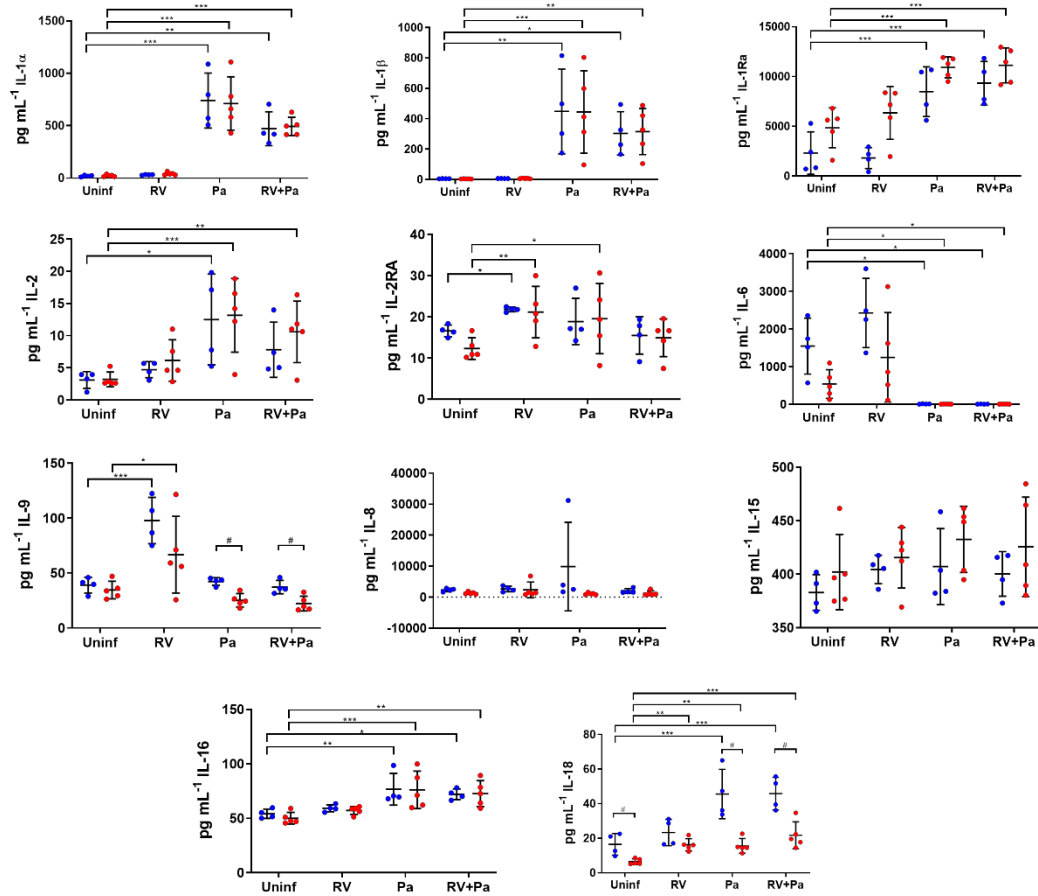 *** *** ** ***
pg mL⁻¹ IL-1α
1500 1000 500 0
Uninf RV Pa RV+Pa
** *** * **
pg mL⁻¹ IL-1β
1000 800 600 400 200 0
Uninf RV Pa RV+Pa
*** *** *** ***
pg mL⁻¹ IL-1Ra
15000 10000 5000 0
Uninf RV Pa RV+Pa
** *** *
pg mL⁻¹ IL-2
25 20 15 10 5 0
Uninf RV Pa RV+Pa
* ** *
pg mL⁻¹ IL-2RA
40 30 20 10 0
Uninf RV Pa RV+Pa
* * * *
pg mL⁻¹ IL-6
4000 3000 2000 1000 0
Uninf RV Pa RV+Pa
* *** # #
pg mL⁻¹ IL-9
150 100 50 0
Uninf RV Pa RV+Pa
pg mL⁻¹ IL-8
40000 30000 20000 10000 0 -10000
Uninf RV Pa RV+Pa
pg mL⁻¹ IL-15
500 450 400 350
Uninf RV Pa RV+Pa
** *** * **
pg mL⁻¹ IL-16
150 100 50 0
Uninf RV Pa RV+Pa
*** ** ** *** *** # # #
pg mL⁻¹ IL-18
80 60 40 20 0
Uninf RV Pa RV+Pa